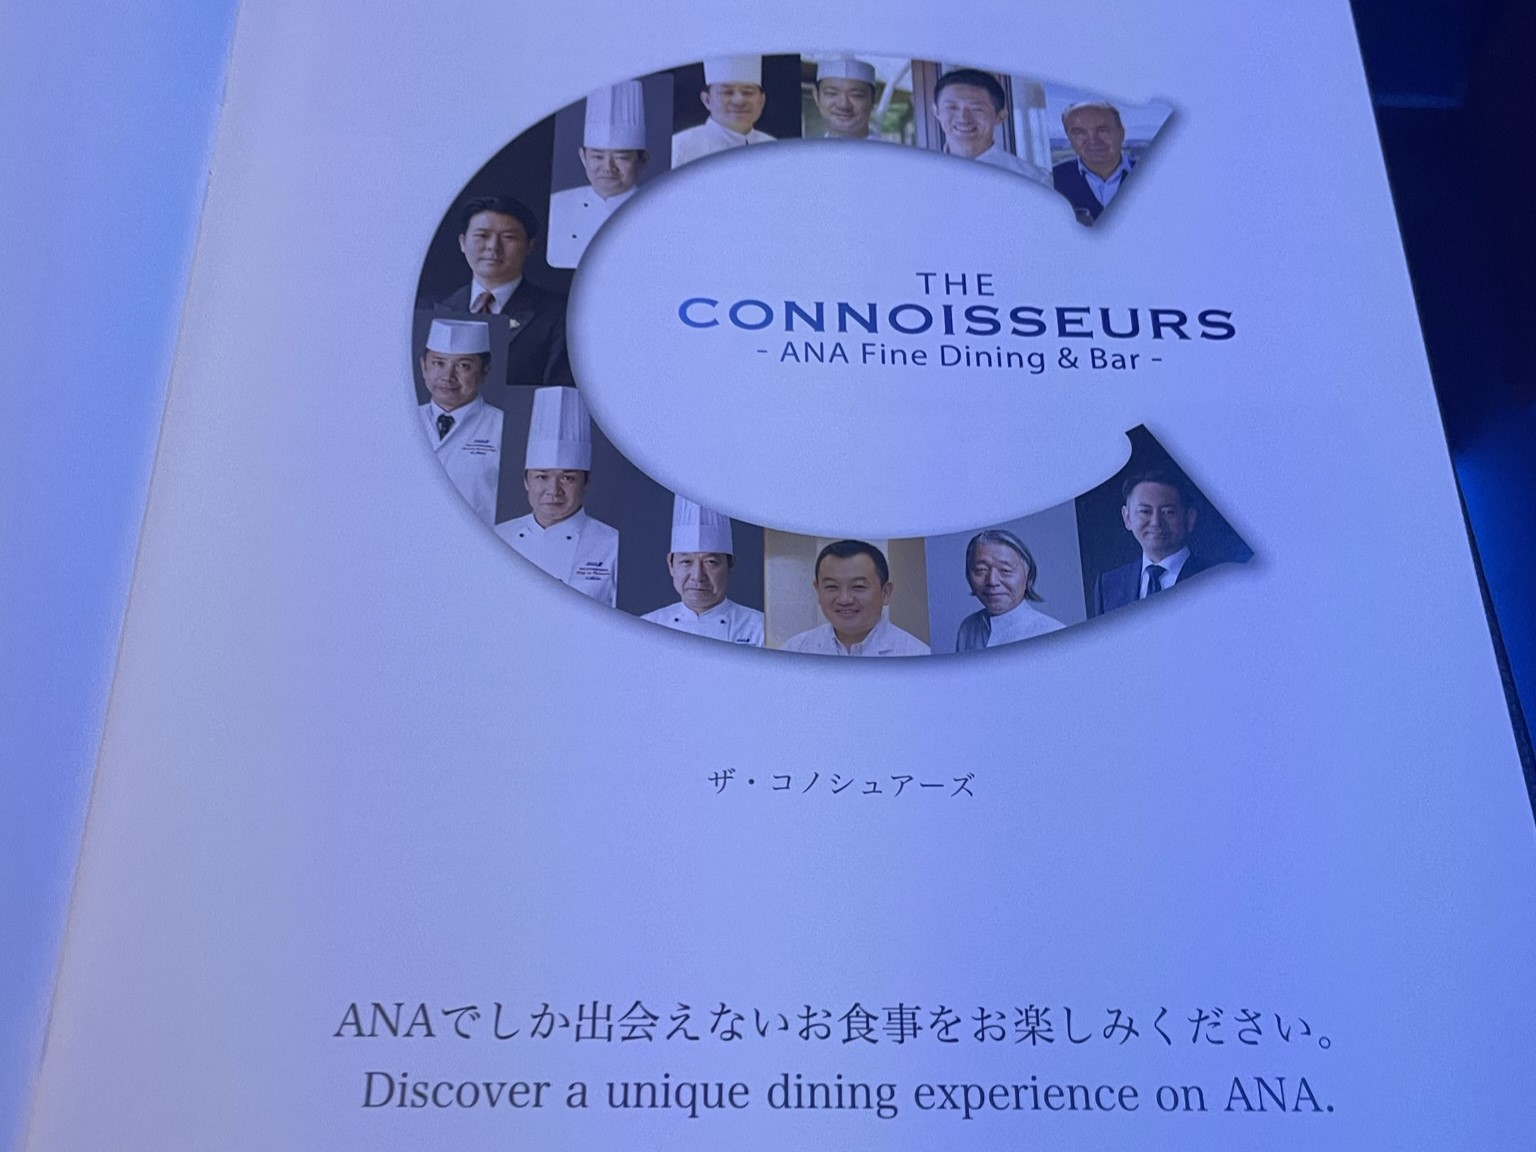 THE
CONNOISSEURS
- ANA Fine Dining & Bar -
ザ・コノシュアーズ
ANAでしか出会えないお食事をお楽しみください。
Discover a unique dining experience on ANA.